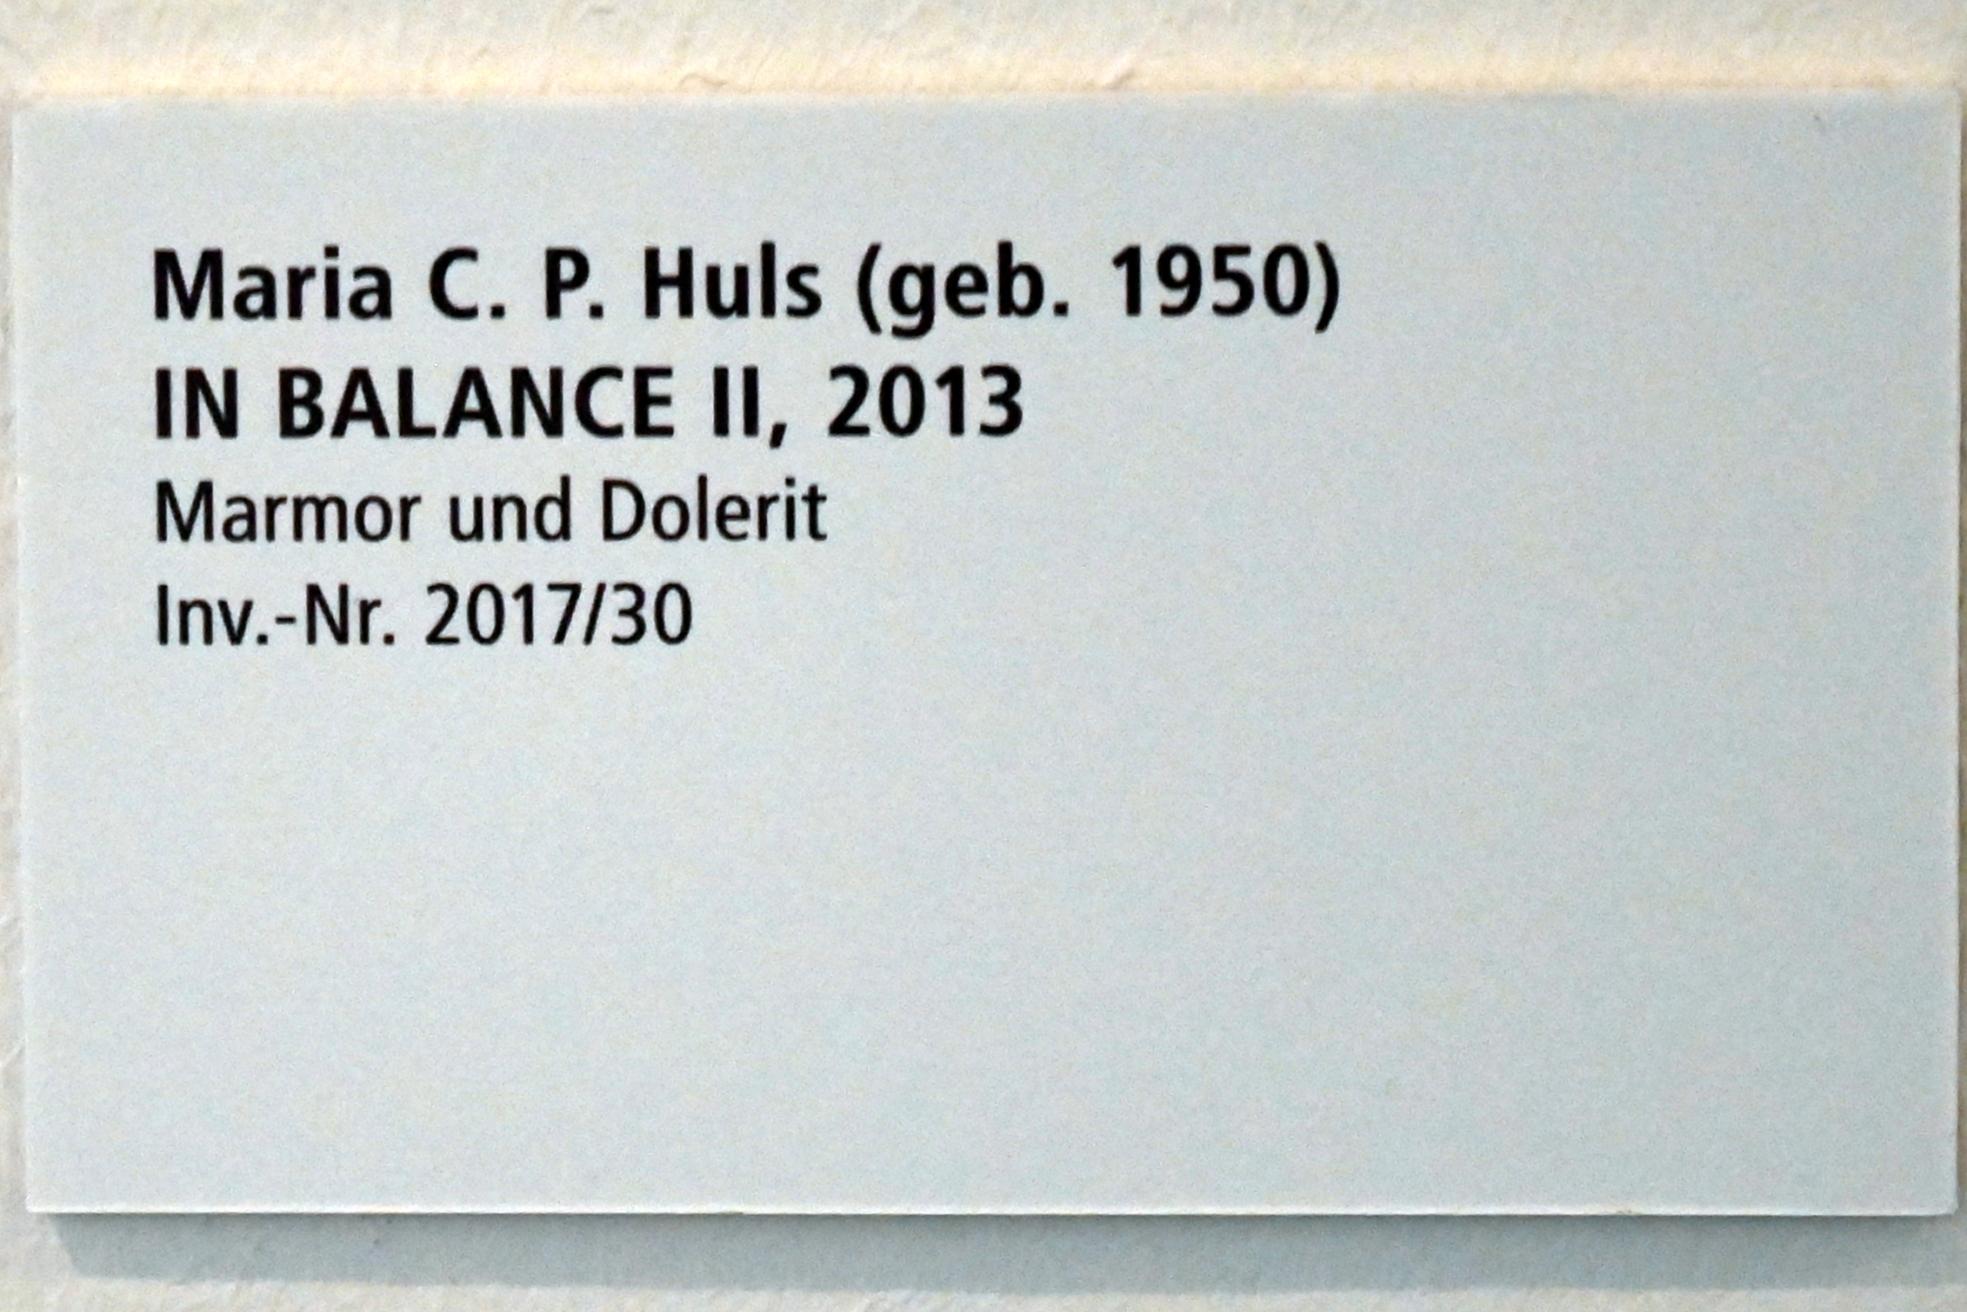 Maria C. P. Huls (geb. 1950)
IN BALANCE II, 2013
Marmor und Dolerit
Inv.-Nr. 2017/30